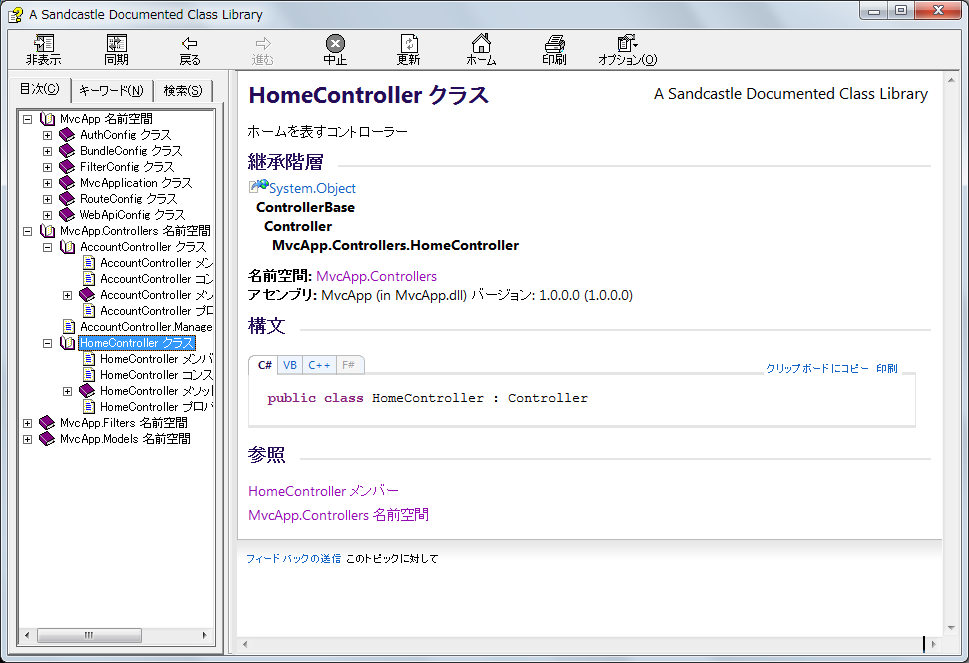 A Sandcastle Documented Class Library
非表示
同期
戻る
進む
中止
更新
ホーム
印刷
オプション(O)
目次(C)
キーワード(N)
検索(S)
MvcApp 名前空間
AuthConfig クラス
BundleConfig クラス
FilterConfig クラス
MvcApplication クラス
RouteConfig クラス
WebApiConfig クラス
MvcApp.Controllers 名前空間
AccountController クラス
AccountController メン
AccountController コン
AccountController メソ
AccountController プロ
AccountController.Manage
HomeController クラス
HomeController メンバ
HomeController コンス
HomeController メソッ
HomeController プロパ
MvcApp.Filters 名前空間
MvcApp.Models 名前空間
HomeController クラス
A Sandcastle Documented Class Library
ホームを表すコントローラー
継承階層
System.Object
ControllerBase
Controller
MvcApp.Controllers.HomeController
名前空間: MvcApp.Controllers
アセンブリ: MvcApp (in MvcApp.dll) バージョン: 1.0.0.0 (1.0.0.0)
構文
C# VB C++ F#
クリップボードにコピー 印刷
public class HomeController : Controller
参照
HomeController メンバー
MvcApp.Controllers 名前空間
フィードバックの送信 このトピックに対して